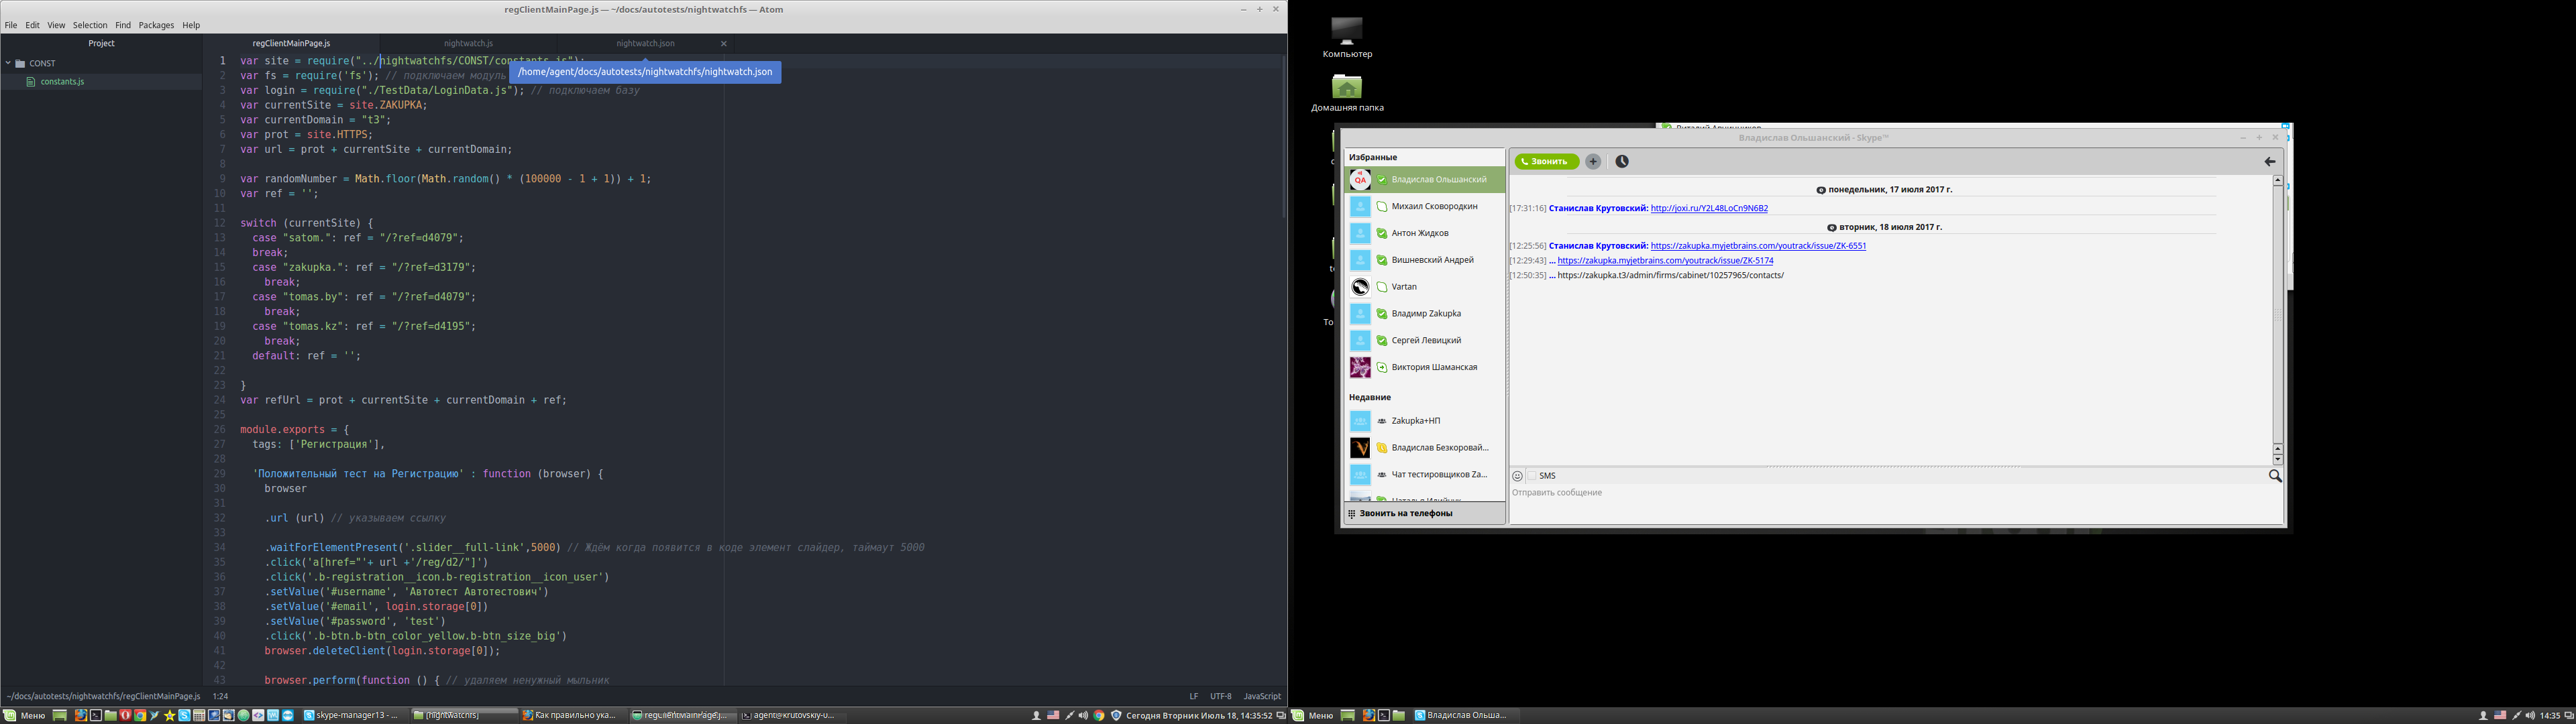 regClientMainPage.js — ~/docs/autotests/nightwatchfs — Atom
File Edit View Selection Find Packages Help
Project
CONST
constants.js
regClientMainPage.js nightwatch.js nightwatch.json
/home/agent/docs/autotests/nightwatchfs/nightwatch.json
1 var site = require("../nightwatchfs/CONST/constants.js");
2 var fs = require('fs'); // подключаем модуль
3 var login = require("./TestData/LoginData.js"); // подключаем базу
4 var currentSite = site.ZAKUPKA;
5 var currentDomain = "t3";
6 var prot = site.HTTPS;
7 var url = prot + currentSite + currentDomain;
8
9 var randomNumber = Math.floor(Math.random() * (100000 - 1 + 1)) + 1;
10 var ref = '';
11
12 switch (currentSite) {
13 case "satom.": ref = "/?ref=d4079";
14 break;
15 case "zakupka.": ref = "/?ref=d3179";
16 break;
17 case "tomas.by": ref = "/?ref=d4079";
18 break;
19 case "tomas.kz": ref = "/?ref=d4195";
20 break;
21 default: ref = '';
22
23 }
24 var refUrl = prot + currentSite + currentDomain + ref;
25
26 module.exports = {
27 tags: ['Регистрация'],
28
29 'Положительный тест на Регистрацию' : function (browser) {
30 browser
31
32 .url (url) // указываем ссылку
33
34 .waitForElementPresent('.slider__full-link',5000) // Ждём когда появится в коде элемент слайдер, таймаут 5000
35 .click('a[href="'+ url +'/reg/d2/"]')
36 .click('.b-registration__icon.b-registration__icon_user')
37 .setValue('#username', 'Автотест Автотестович')
38 .setValue('#email', login.storage[0])
39 .setValue('#password', 'test')
40 .click('.b-btn.b-btn_color_yellow.b-btn_size_big')
41 browser.deleteClient(login.storage[0]);
42
43 browser.perform(function () { // удаляем ненужный мыльник
~/docs/autotests/nightwatchfs/regClientMainPage.js 1:24
LF UTF-8 JavaScript
Меню
skype-manager13 - ...
[nightwatchfs]
Как правильно ука...
regClientMainPage.j...
agent@krutovskiy-u...
Сегодня Вторник Июль 18, 14:35:52
Компьютер
Домашняя папка
Владислав Ольшанский - Skype™
Избранные
Владислав Ольшанский
Михаил Сковородкин
Антон Жидков
Вишневский Андрей
Vartan
Владимр Zakupka
Сергей Левицкий
Виктория Шаманская
Недавние
Zakupka+НП
Владислав Безкоровай...
Чат тестировщиков Za...
Звонить на телефоны
Звонить
понедельник, 17 июля 2017 г.
[17:31:16] Станислав Крутовский: http://joxi.ru/Y2L48LoCn9N6B2
вторник, 18 июля 2017 г.
[12:25:56] Станислав Крутовский: https://zakupka.myjetbrains.com/youtrack/issue/ZK-6551
[12:29:43] ... https://zakupka.myjetbrains.com/youtrack/issue/ZK-5174
[12:50:35] ... https://zakupka.t3/admin/firms/cabinet/10257965/contacts/
SMS
Отправить сообщение
Меню
Владислав Ольша...
14:35